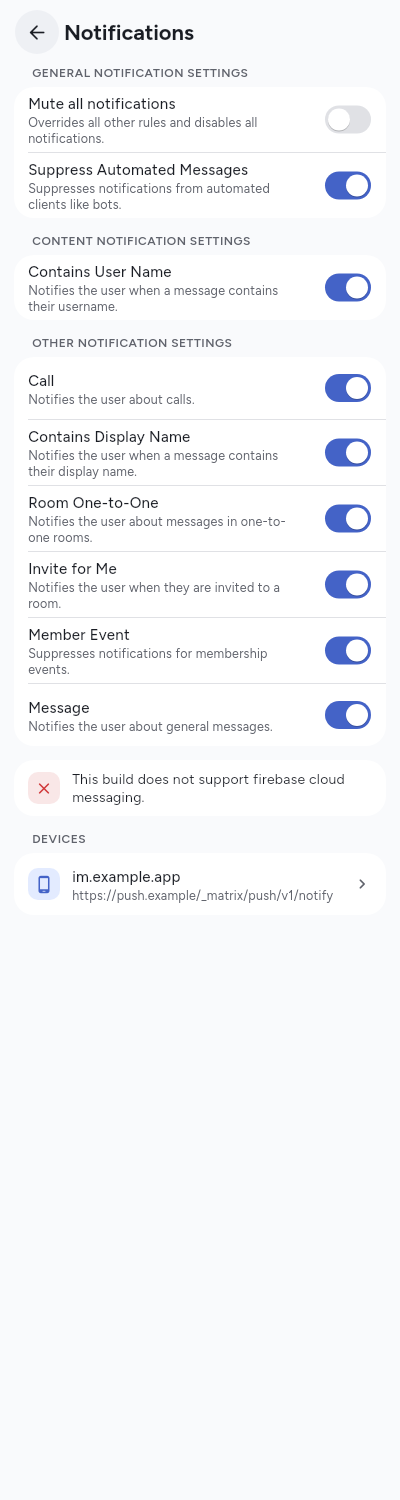 Notifications
GENERAL NOTIFICATION SETTINGS
Mute all notifications
Overrides all other rules and disables all
notifications.
Suppress Automated Messages
Suppresses notifications from automated
clients like bots.
CONTENT NOTIFICATION SETTINGS
Contains User Name
Notifies the user when a message contains
their username.
OTHER NOTIFICATION SETTINGS
Call
Notifies the user about calls.
Contains Display Name
Notifies the user when a message contains
their display name.
Room One-to-One
Notifies the user about messages in one-to-
one rooms.
Invite for Me
Notifies the user when they are invited to a
room.
Member Event
Suppresses notifications for membership
events.
Message
Notifies the user about general messages.
This build does not support firebase cloud
messaging.
DEVICES
im.example.app
https://push.example/_matrix/push/v1/notify